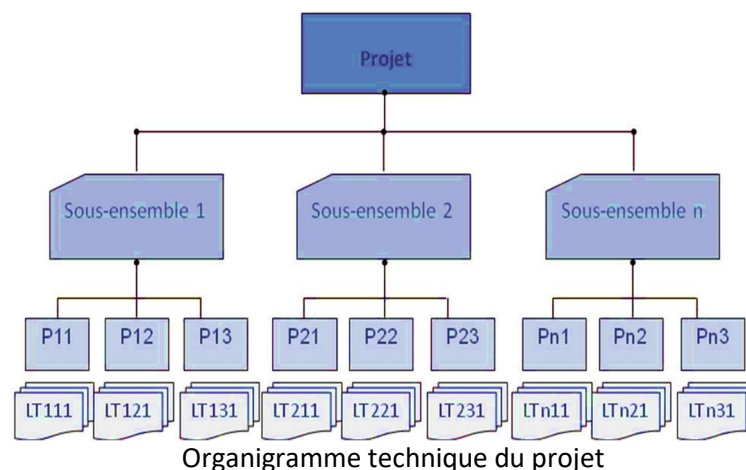 Projet
Sous-ensemble 1
Sous-ensemble 2
Sous-ensemble n
P11 P12 P13 P21 P22 P23 Pn1 Pn2 Pn3
LT111 LT121 LT131 LT211 LT221 LT231 LTn11 LTn21 LTn31
Organigramme technique du projet